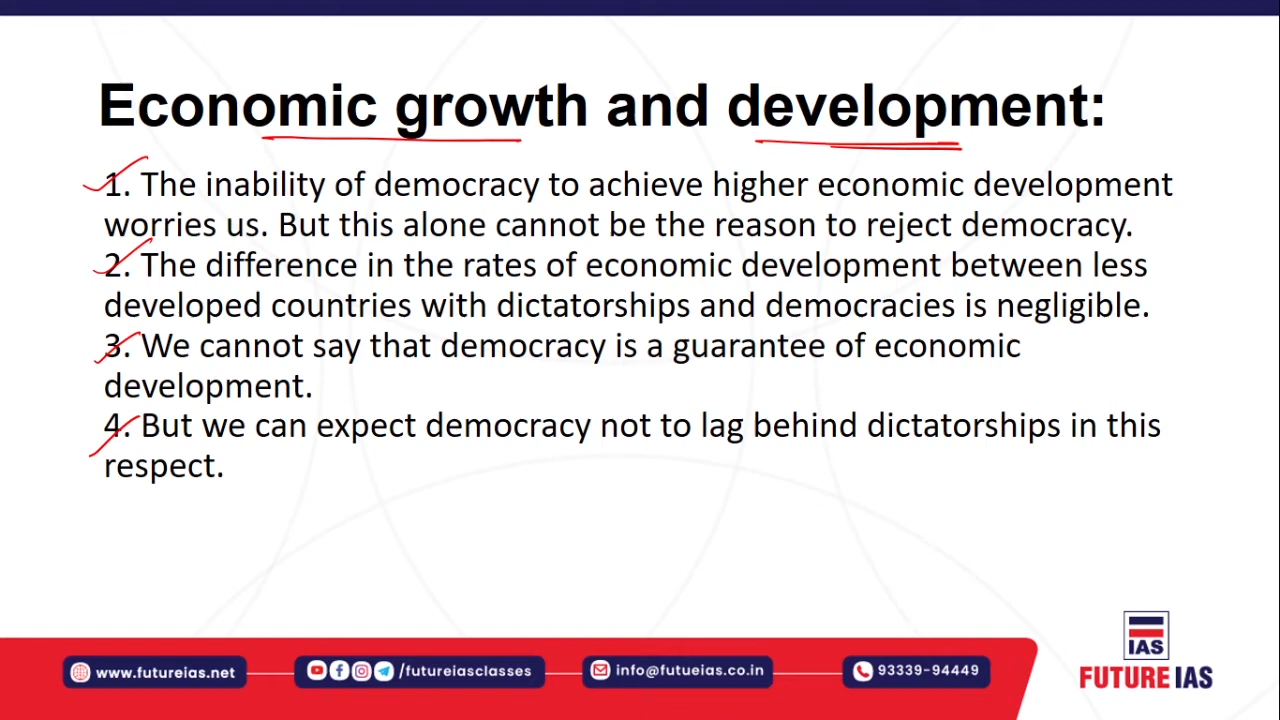 Economic growth and development:
1. The inability of democracy to achieve higher economic development
worries us. But this alone cannot be the reason to reject democracy.
2. The difference in the rates of economic development between less
developed countries with dictatorships and democracies is negligible.
3. We cannot say that democracy is a guarantee of economic
development.
4. But we can expect democracy not to lag behind dictatorships in this
respect.
IAS
www.futureias.net /futureiasclasses info@futueias.co.in 93339-94449 FUTURE IAS